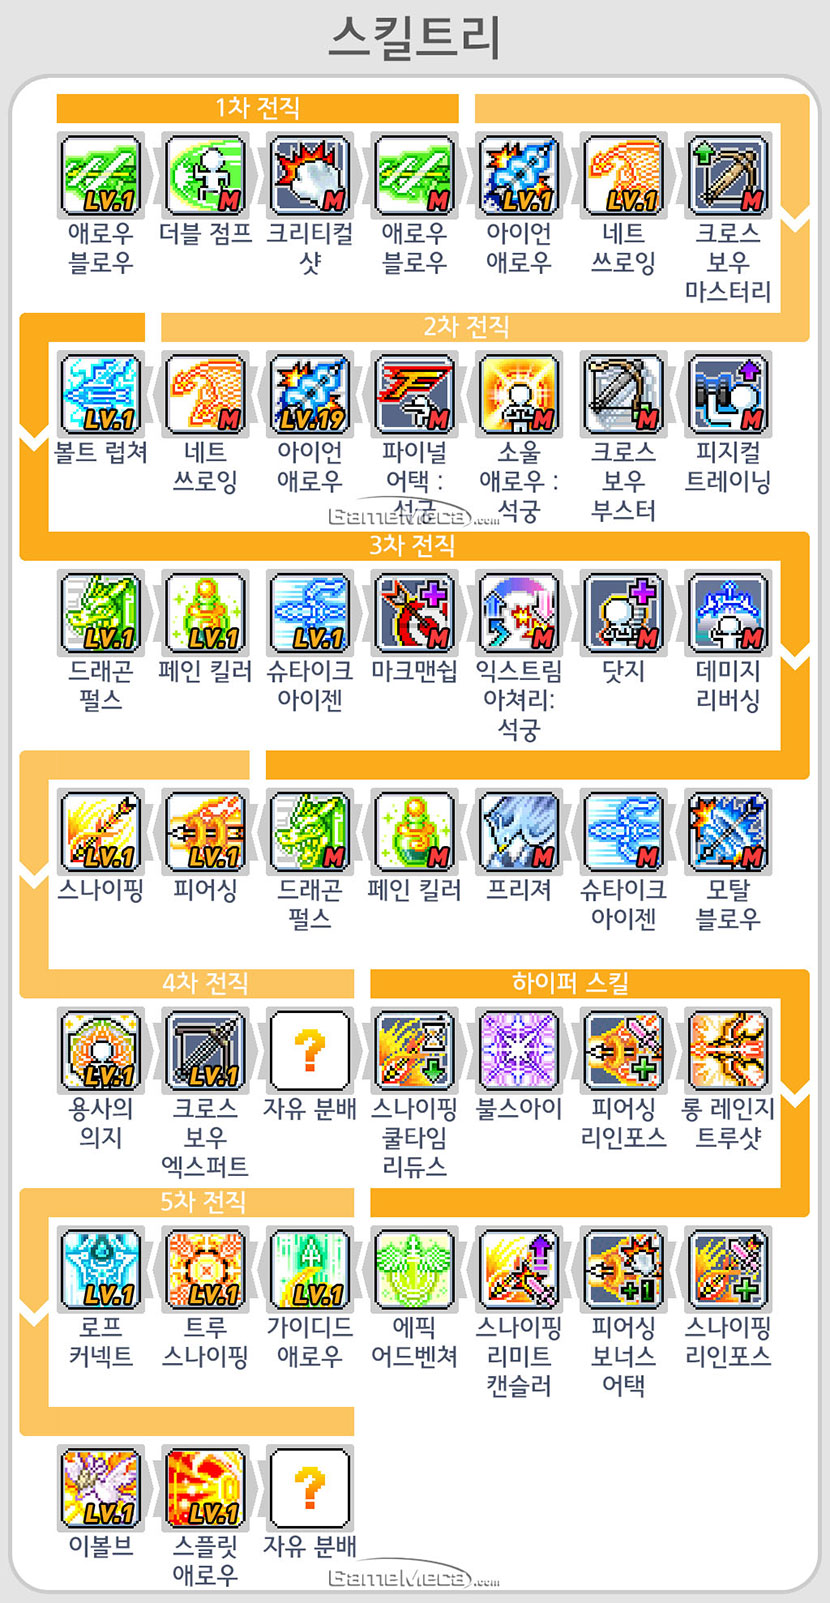 스킬트리
1차 전직
LV.1
M
M
M
LV.1
LV.1
M
애로우
블로우
더블 점프
크리티컬
샷
애로우
블로우
아이언
애로우
네트
쓰로잉
크로스
보우
마스터리
2차 전직
LV.1
M
LV.19
M
M
M
M
볼트 럽쳐
네트
쓰로잉
아이언
애로우
파이널
어택 :
석궁
소울
애로우 :
석궁
크로스
보우
부스터
피지컬
트레이닝
GameMeca.com
3차 전직
LV.1
LV.1
LV.1
M
M
M
M
드래곤
펄스
페인 킬러
슈타이크
아이젠
마크맨쉽
익스트림
아쳐리:
석궁
닷지
데미지
리버싱
LV.1
LV.1
M
M
M
M
M
스나이핑
피어싱
드래곤
펄스
페인 킬러
프리져
슈타이크
아이젠
모탈
블로우
4차 전직
하이퍼 스킬
LV.1
LV.1
?
용사의
의지
크로스
보우
엑스퍼트
자유 분배
스나이핑
쿨타임
리듀스
불스아이
피어싱
리인포스
롱 레인지
트루샷
5차 전직
LV.1
LV.1
LV.1
+1
로프
커넥트
트루
스나이핑
가이디드
애로우
에픽
어드벤쳐
스나이핑
리미트
캔슬러
피어싱
보너스
어택
스나이핑
리인포스
LV.1
LV.1
?
이볼브
스플릿
애로우
자유 분배
GameMeca.com